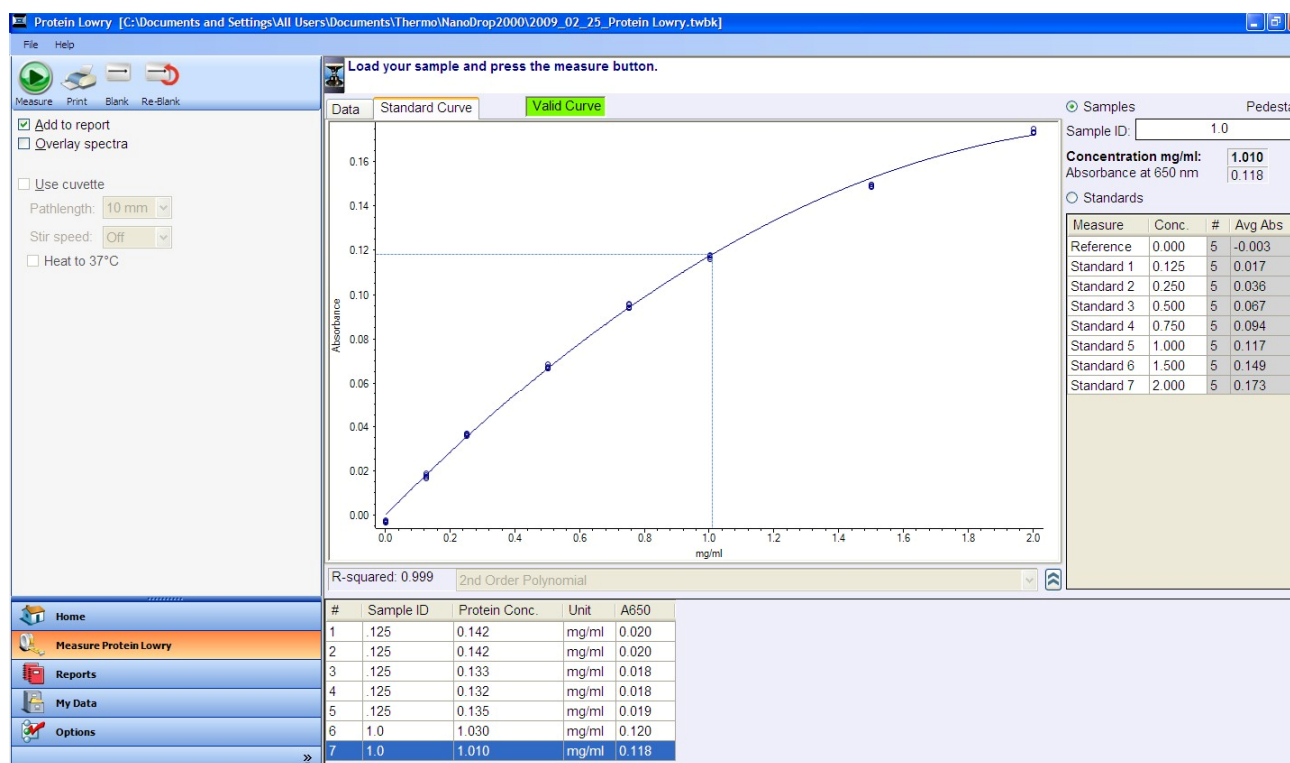 Protein Lowry [C:\Documents and Settings\All Users\Documents\Thermo\NanoDrop2000\2009_02_25_Protein Lowry.twbk]
File Help
Measure Print Blank Re-Blank
Add to report
Overlay spectra
Use cuvette
Pathlength: 10 mm
Stir speed: Off
Heat to 37°C
Home
Measure Protein Lowry
Reports
My Data
Options
»
Load your sample and press the measure button.
Data Standard Curve Valid Curve
Absorbance
0.16
0.14
0.12
0.10
0.08
0.06
0.04
0.02
0.00
0.0 0.2 0.4 0.6 0.8 1.0 1.2 1.4 1.6 1.8 2.0
mg/ml
R-squared: 0.999 2nd Order Polynomial
Samples Pedesta
Sample ID: 1.0
Concentration mg/ml: 1.010
Absorbance at 650 nm 0.118
Standards
Measure Conc. # Avg Abs
Reference 0.000 5 -0.003
Standard 1 0.125 5 0.017
Standard 2 0.250 5 0.036
Standard 3 0.500 5 0.067
Standard 4 0.750 5 0.094
Standard 5 1.000 5 0.117
Standard 6 1.500 5 0.149
Standard 7 2.000 5 0.173
# Sample ID Protein Conc. Unit A650
1 .125 0.142 mg/ml 0.020
2 .125 0.142 mg/ml 0.020
3 .125 0.133 mg/ml 0.018
4 .125 0.132 mg/ml 0.018
5 .125 0.135 mg/ml 0.019
6 1.0 1.030 mg/ml 0.120
7 1.0 1.010 mg/ml 0.118